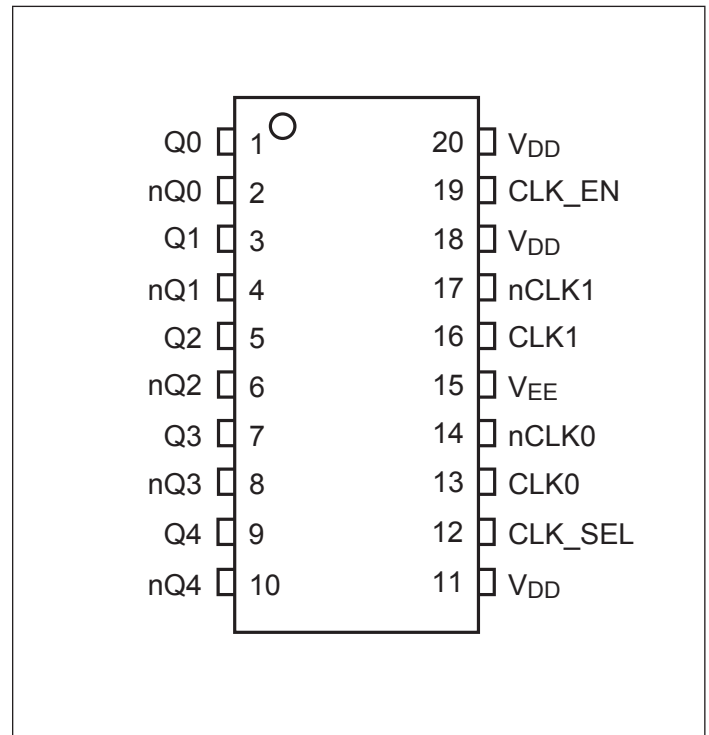 Q0 1 20 VDD
nQ0 2 19 CLK_EN
Q1 3 18 VDD
nQ1 4 17 nCLK1
Q2 5 16 CLK1
nQ2 6 15 VEE
Q3 7 14 nCLK0
nQ3 8 13 CLK0
Q4 9 12 CLK_SEL
nQ4 10 11 VDD